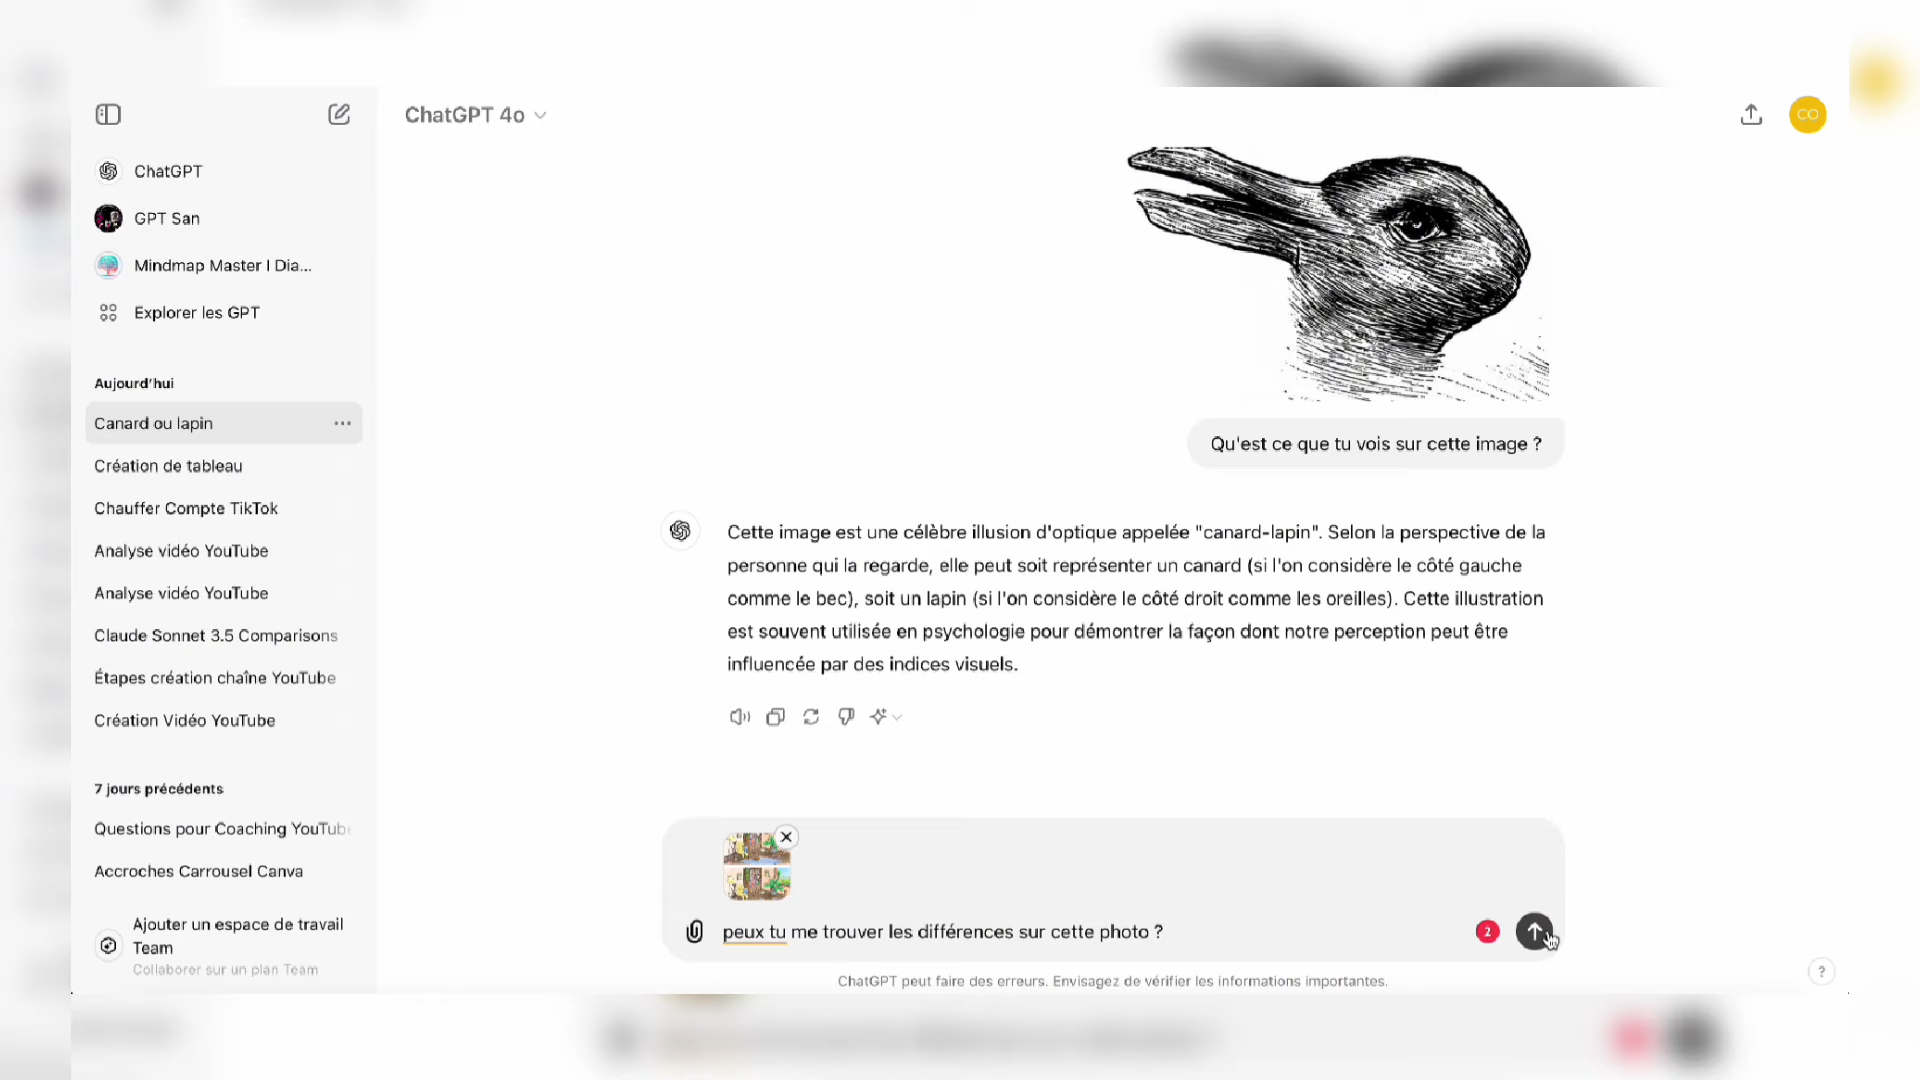 ChatGPT 4o
CO
ChatGPT
GPT San
Mindmap Master I Dia...
Explorer les GPT
Aujourd'hui
Canard ou lapin
Création de tableau
Chauffer Compte TikTok
Analyse vidéo YouTube
Analyse vidéo YouTube
Claude Sonnet 3.5 Comparisons
Étapes création chaîne YouTube
Création Vidéo YouTube
7 jours précédents
Questions pour Coaching YouTube
Accroches Carrousel Canva
Ajouter un espace de travail
Team
Collaborer sur un plan Team
Qu'est ce que tu vois sur cette image ?
Cette image est une célèbre illusion d'optique appelée "canard-lapin". Selon la perspective de la
personne qui la regarde, elle peut soit représenter un canard (si l'on considère le côté gauche
comme le bec), soit un lapin (si l'on considère le côté droit comme les oreilles). Cette illustration
est souvent utilisée en psychologie pour démontrer la façon dont notre perception peut être
influencée par des indices visuels.
peux tu me trouver les différences sur cette photo ?
2
ChatGPT peut faire des erreurs. Envisagez de vérifier les informations importantes.
?